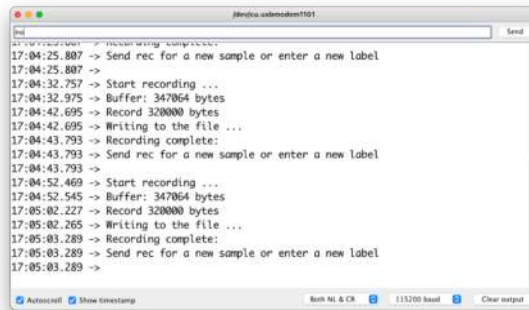 /dev/cu.usbmodem1101
Send
Recording complete:
17:04:25.807 -> Send rec for a new sample or enter a new label
17:04:25.807 ->
17:04:32.757 -> Start recording ...
17:04:32.975 -> Buffer: 347064 bytes
17:04:42.695 -> Record 320000 bytes
17:04:42.695 -> Writing to the file ...
17:04:43.793 -> Recording complete:
17:04:43.793 -> Send rec for a new sample or enter a new label
17:04:43.793 ->
17:04:52.469 -> Start recording ...
17:04:52.545 -> Buffer: 347064 bytes
17:05:02.227 -> Record 320000 bytes
17:05:02.265 -> Writing to the file ...
17:05:03.289 -> Recording complete:
17:05:03.289 -> Send rec for a new sample or enter a new label
17:05:03.289 ->
Autoscroll Show timestamp Both NL & CR 115200 baud Clear output